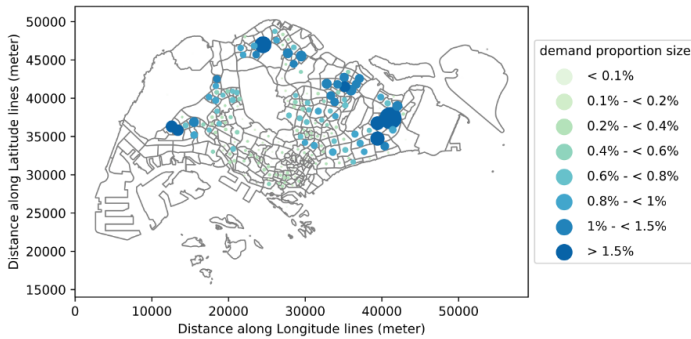 50000
45000
40000
35000
30000
25000
20000
15000
Distance along Latitude lines (meter)
0
10000
20000
30000
40000
50000
Distance along Longitude lines (meter)
demand proportion size
< 0.1%
0.1% - < 0.2%
0.2% - < 0.4%
0.4% - < 0.6%
0.6% - < 0.8%
0.8% - < 1%
1% - < 1.5%
> 1.5%